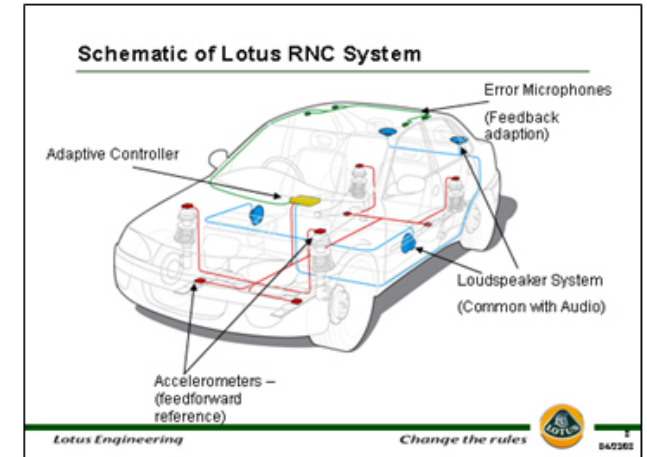 Schematic of Lotus RNC System
Error Microphones
(Feedback
adaption)
Adaptive Controller
Loudspeaker System
(Common with Audio)
Accelerometers –
(feedforward
reference)
Lotus Engineering
Change the rules
LOTUS